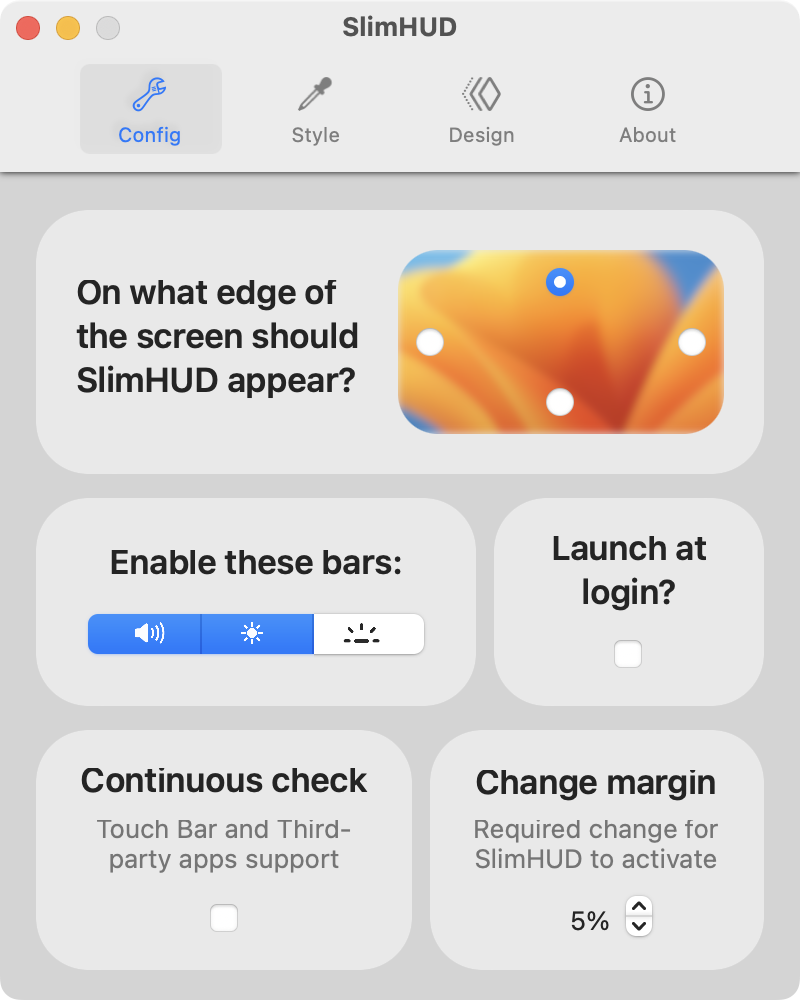 SlimHUD
Config
Style
Design
About
On what edge of
the screen should
SlimHUD appear?
Enable these bars:
Launch at
login?
Continuous check
Touch Bar and Third-
party apps support
Change margin
Required change for
SlimHUD to activate
5%